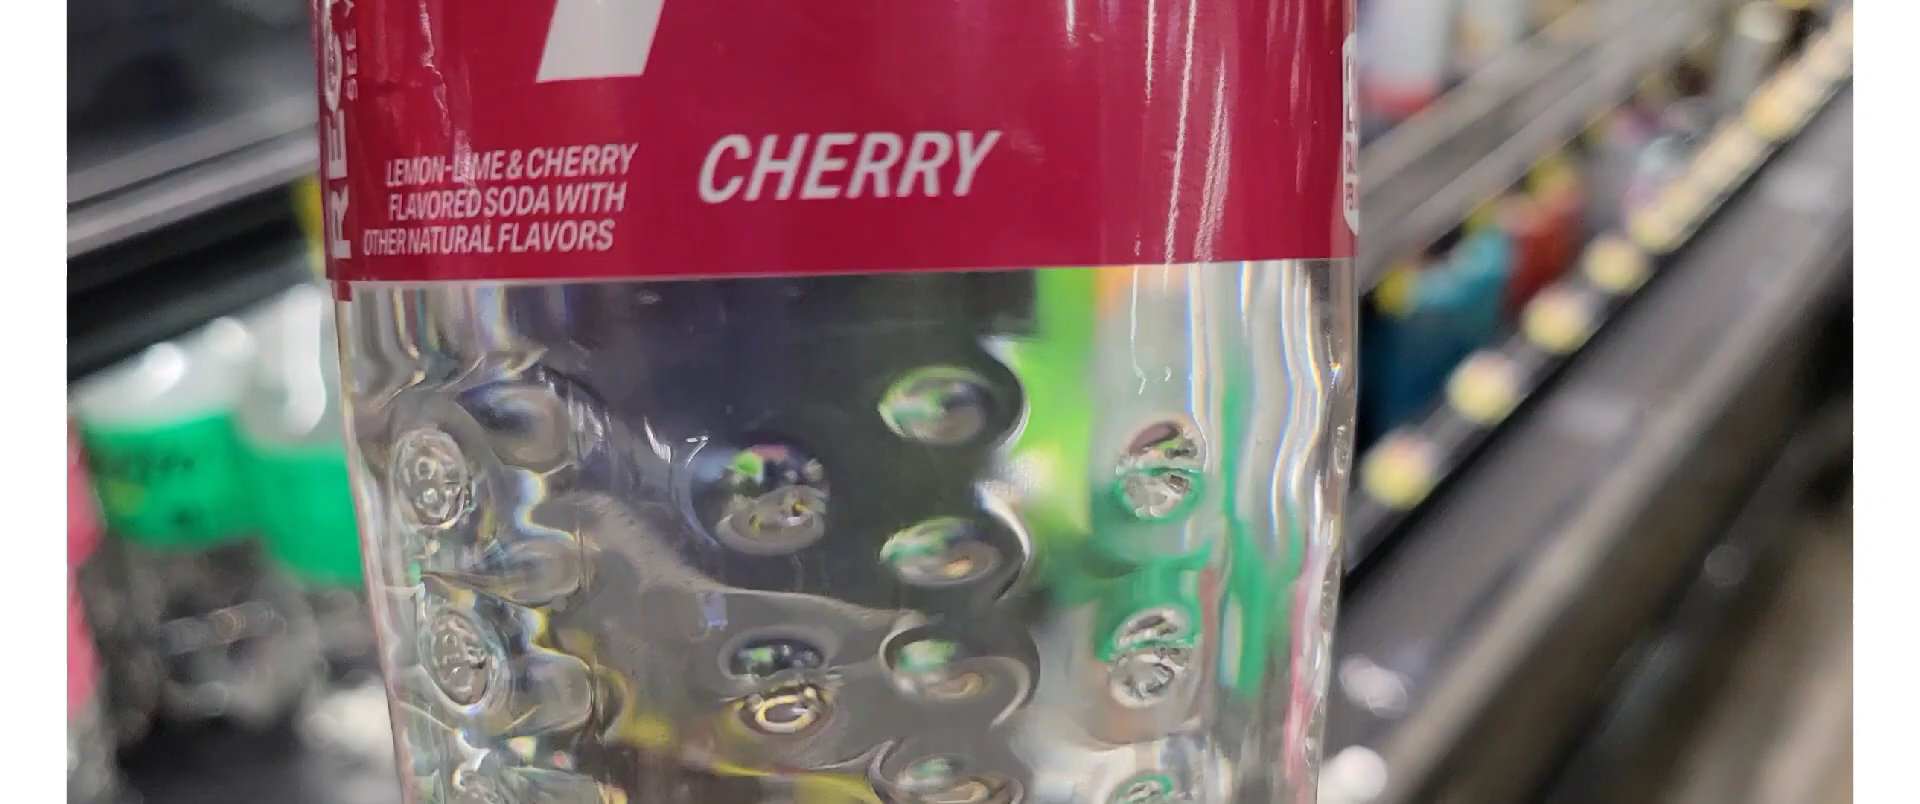 LEMON-LIME & CHERRY
FLAVORED SODA WITH
OTHER NATURAL FLAVORS
CHERRY